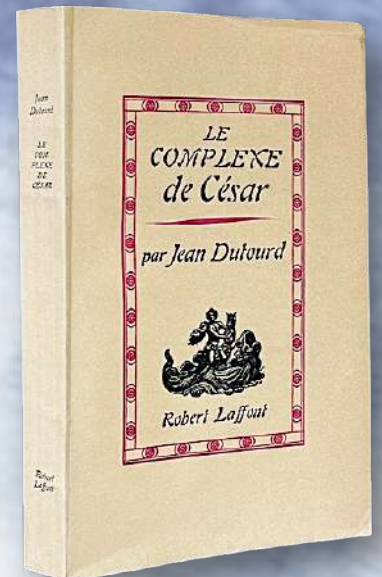 Jean
Dutourd
LE
COM
PLEXE
DE
CÉSAR
Robert
Laffont
LE
COMPLEXE
de César
par Jean Dutourd
Robert Laffont